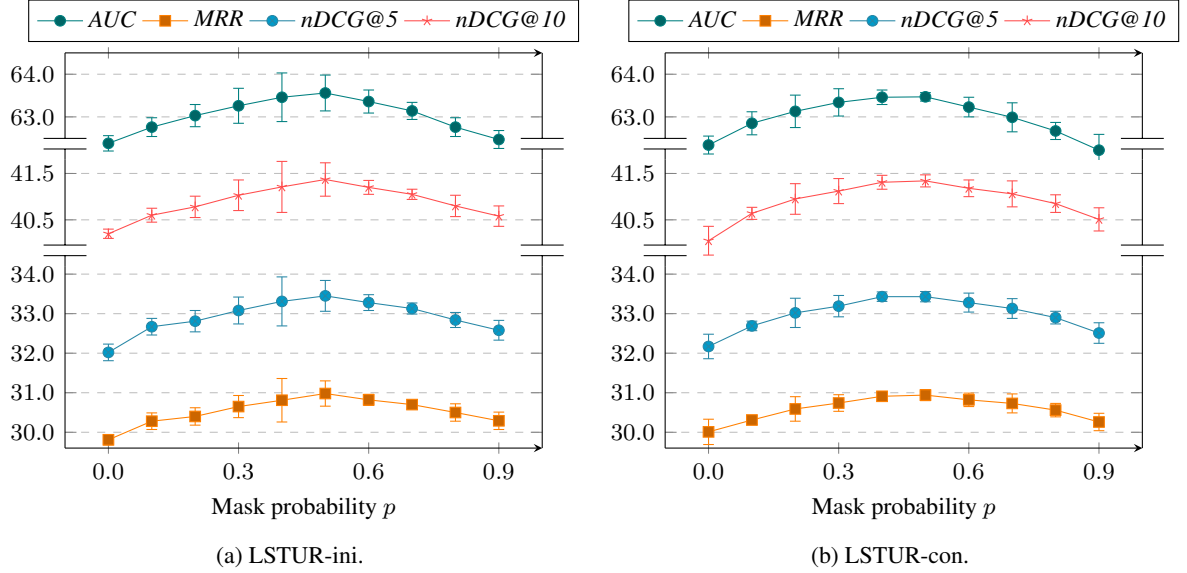 AUC MRR nDCG@5 nDCG@10
64.0
63.0
41.5
40.5
34.0
33.0
32.0
31.0
30.0
0.0 0.3 0.6 0.9
Mask probability p
(a) LSTUR-ini.
AUC MRR nDCG@5 nDCG@10
64.0
63.0
41.5
40.5
34.0
33.0
32.0
31.0
30.0
0.0 0.3 0.6 0.9
Mask probability p
(b) LSTUR-con.